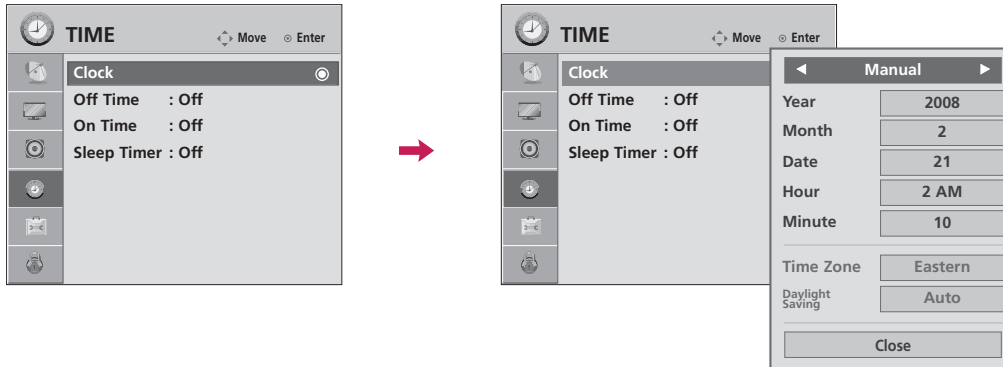 TIME
Move
Enter
Clock
Off Time : Off
On Time : Off
Sleep Timer : Off
TIME
Move
Enter
Clock
Off Time : Off
On Time : Off
Sleep Timer : Off
◀ Manual ▶
Year 2008
Month 2
Date 21
Hour 2 AM
Minute 10
Time Zone Eastern
Daylight
Saving
Auto
Close